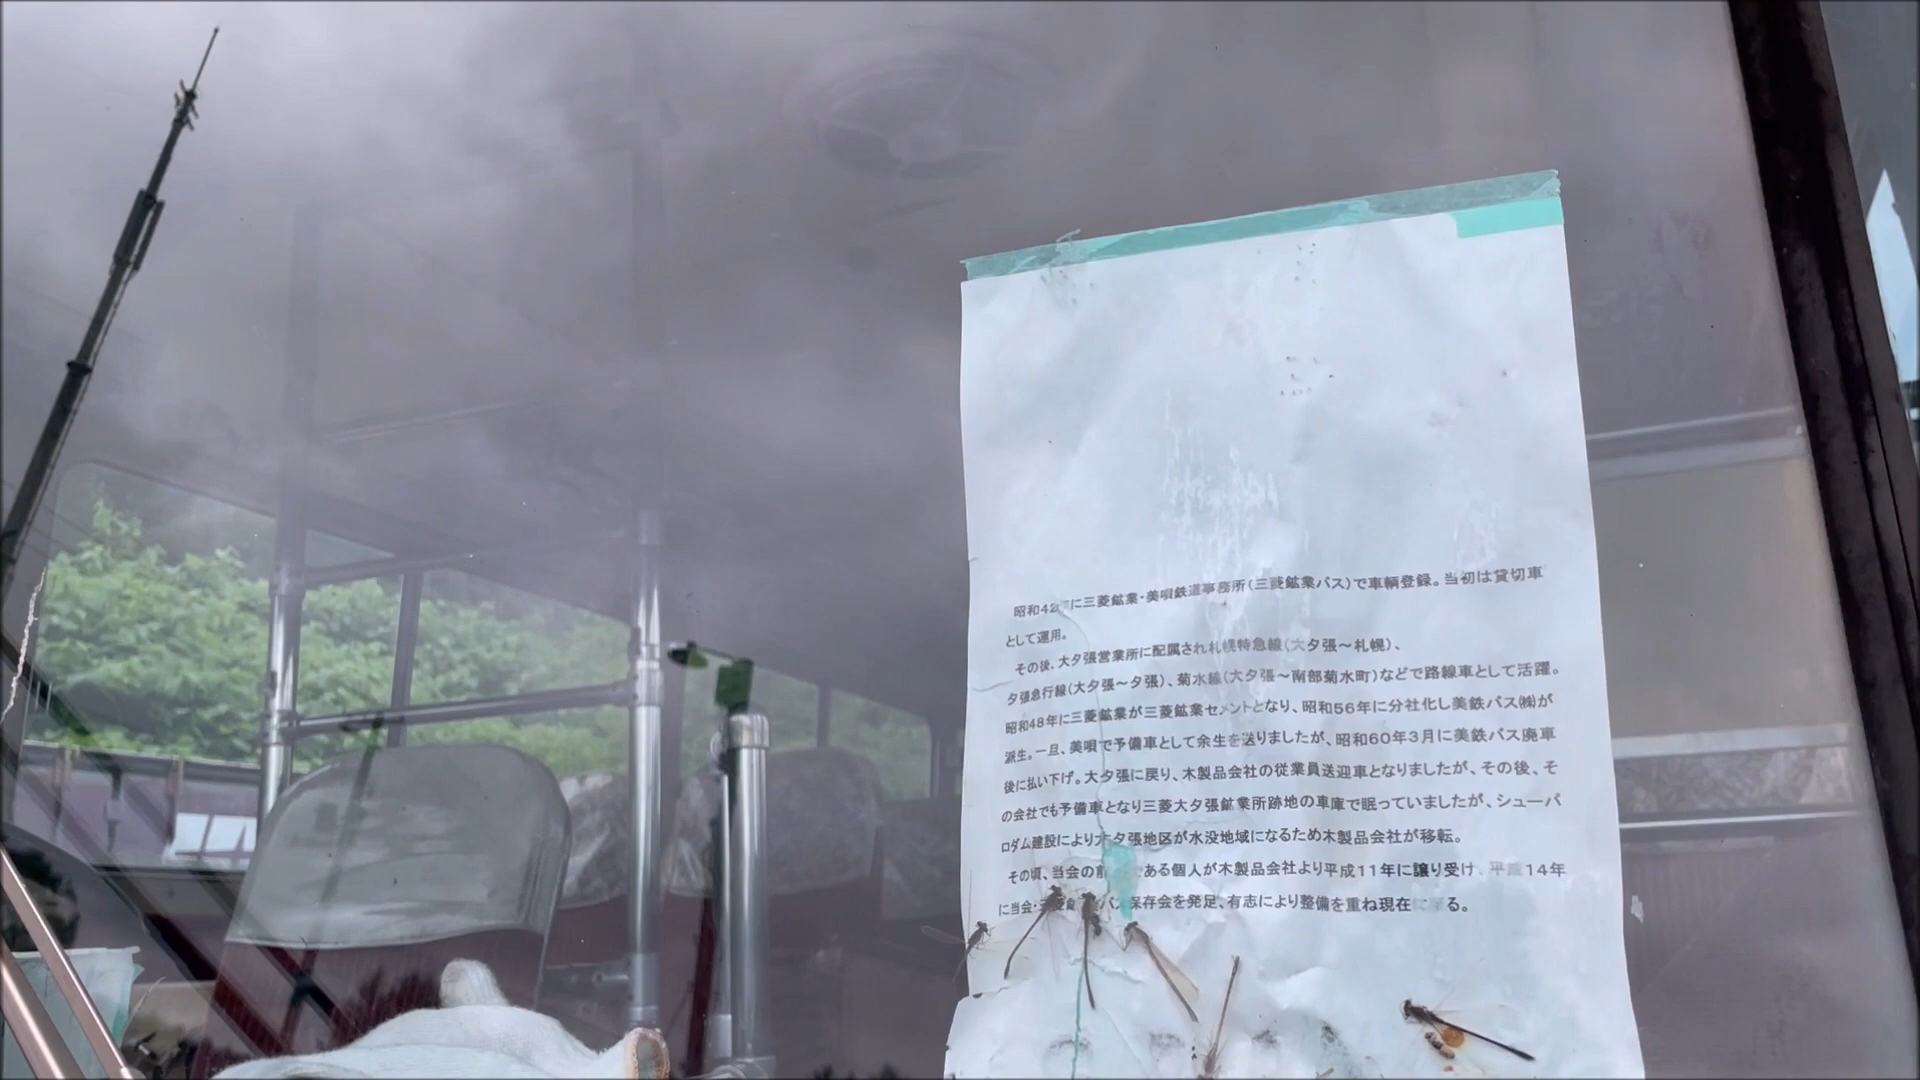 昭和42 に三菱鉱業・美唄鉄道事務所(三菱鉱業バス)で車輌登録。当初は貸切車
として運用。
その後、大夕張営業所に配属され札幌特急線(大夕張～札幌)、
夕張急行線(大夕張～夕張)、菊水線(大夕張～南部菊水町)などで路線車として活躍。
昭和48年に三菱鉱業が三菱鉱業セメントとなり、昭和56年に分社化し美鉄バス㈱が
派生。一旦、美唄で予備車として余生を送りましたが、昭和60年3月に美鉄バス廃車
後に払い下げ。大夕張に戻り、木製品会社の従業員送迎車となりましたが、その後、そ
の会社でも予備車となり三菱大夕張鉱業所跡地の車庫で眠っていましたが、シューパ
ロダム建設により大夕張地区が水没地域になるため木製品会社が移転。
その頃、当会の前 である個人が木製品会社より平成11年に譲り受け、平成14年
に当会・ バス保存会を発足、有志により整備を重ね現在 る。